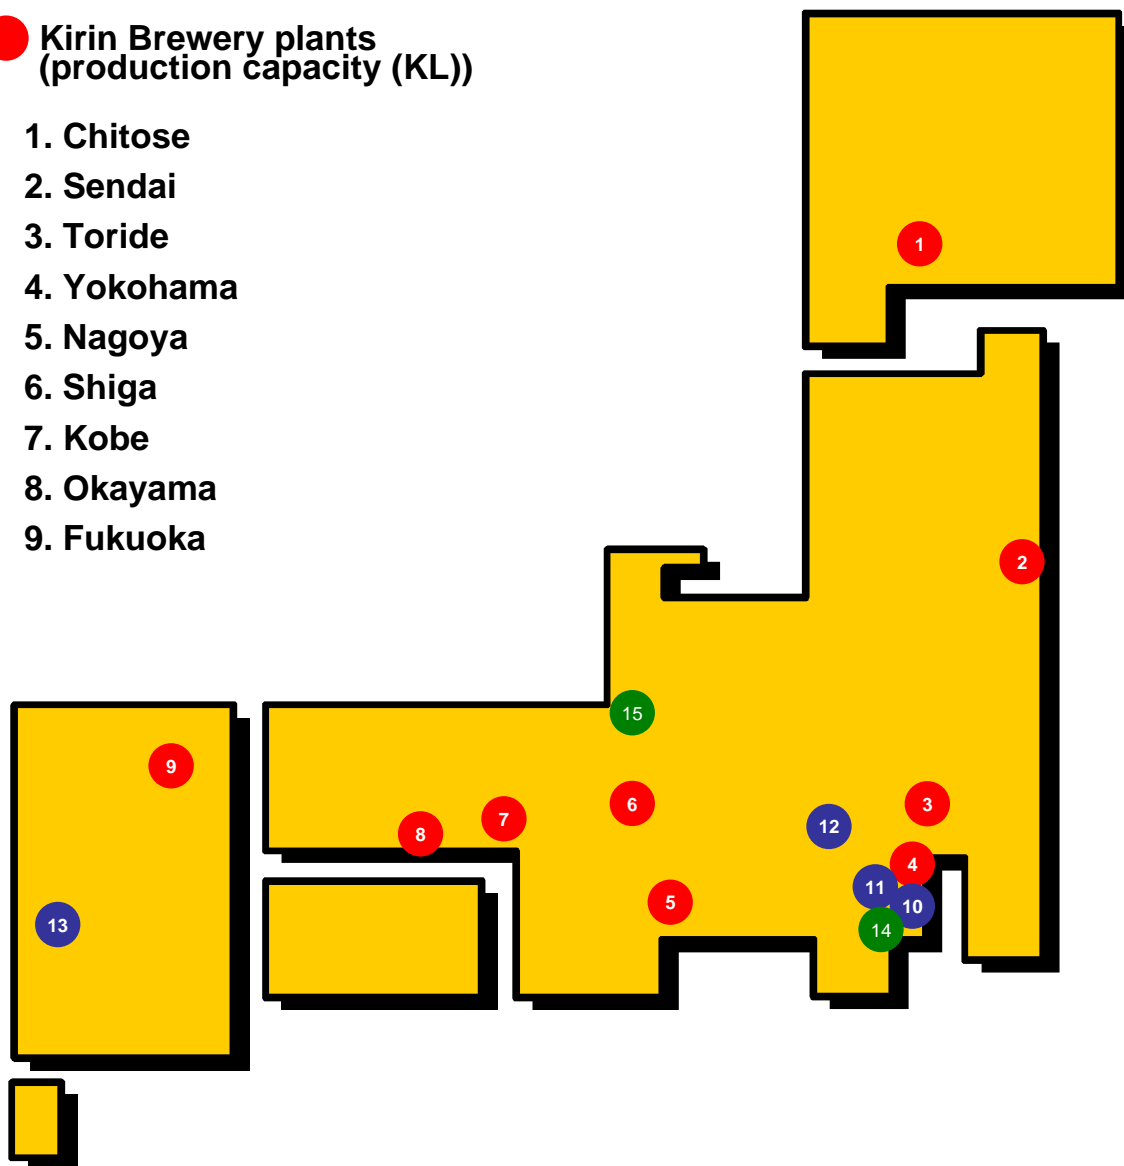 Kirin Brewery plants
(production capacity (KL))
1. Chitose
2. Sendai
3. Toride
4. Yokohama
5. Nagoya
6. Shiga
7. Kobe
8. Okayama
9. Fukuoka
1
2
15
9
6
3
7
12
8
4
11
5
10
13
14